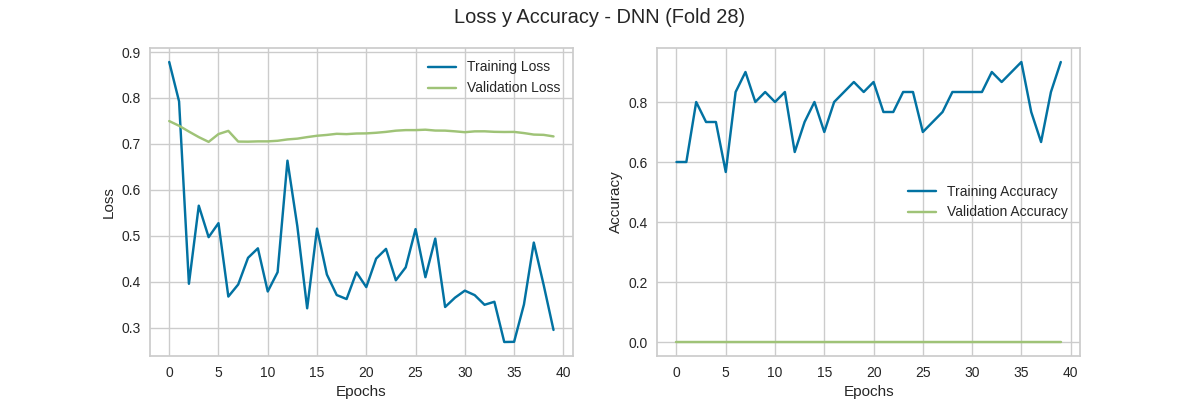 Loss y Accuracy - DNN (Fold 28)
0.9
0.8
0.7
0.6
0.5
0.4
0.3
Loss
0 5 10 15 20 25 30 35 40
Epochs
Training Loss
Validation Loss
0.8
0.6
0.4
0.2
0.0
Accuracy
0 5 10 15 20 25 30 35 40
Epochs
Training Accuracy
Validation Accuracy